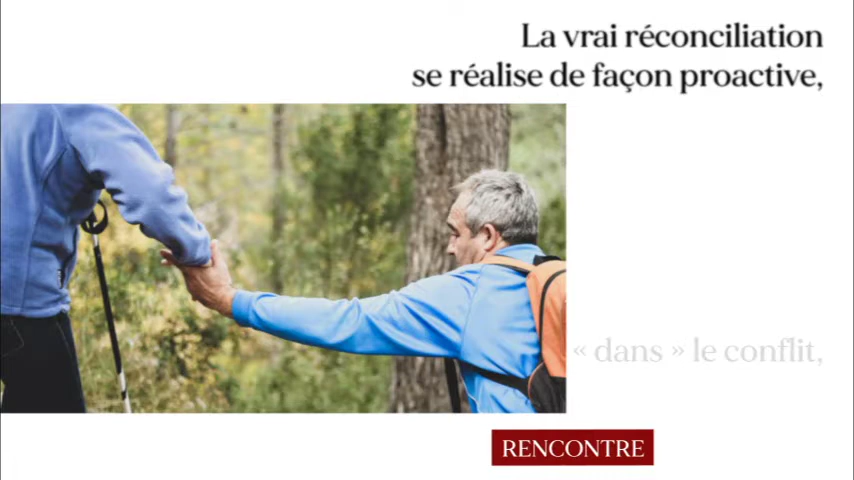 La vrai réconciliation
se réalise de façon proactive,
« dans » le conflit,
RENCONTRE